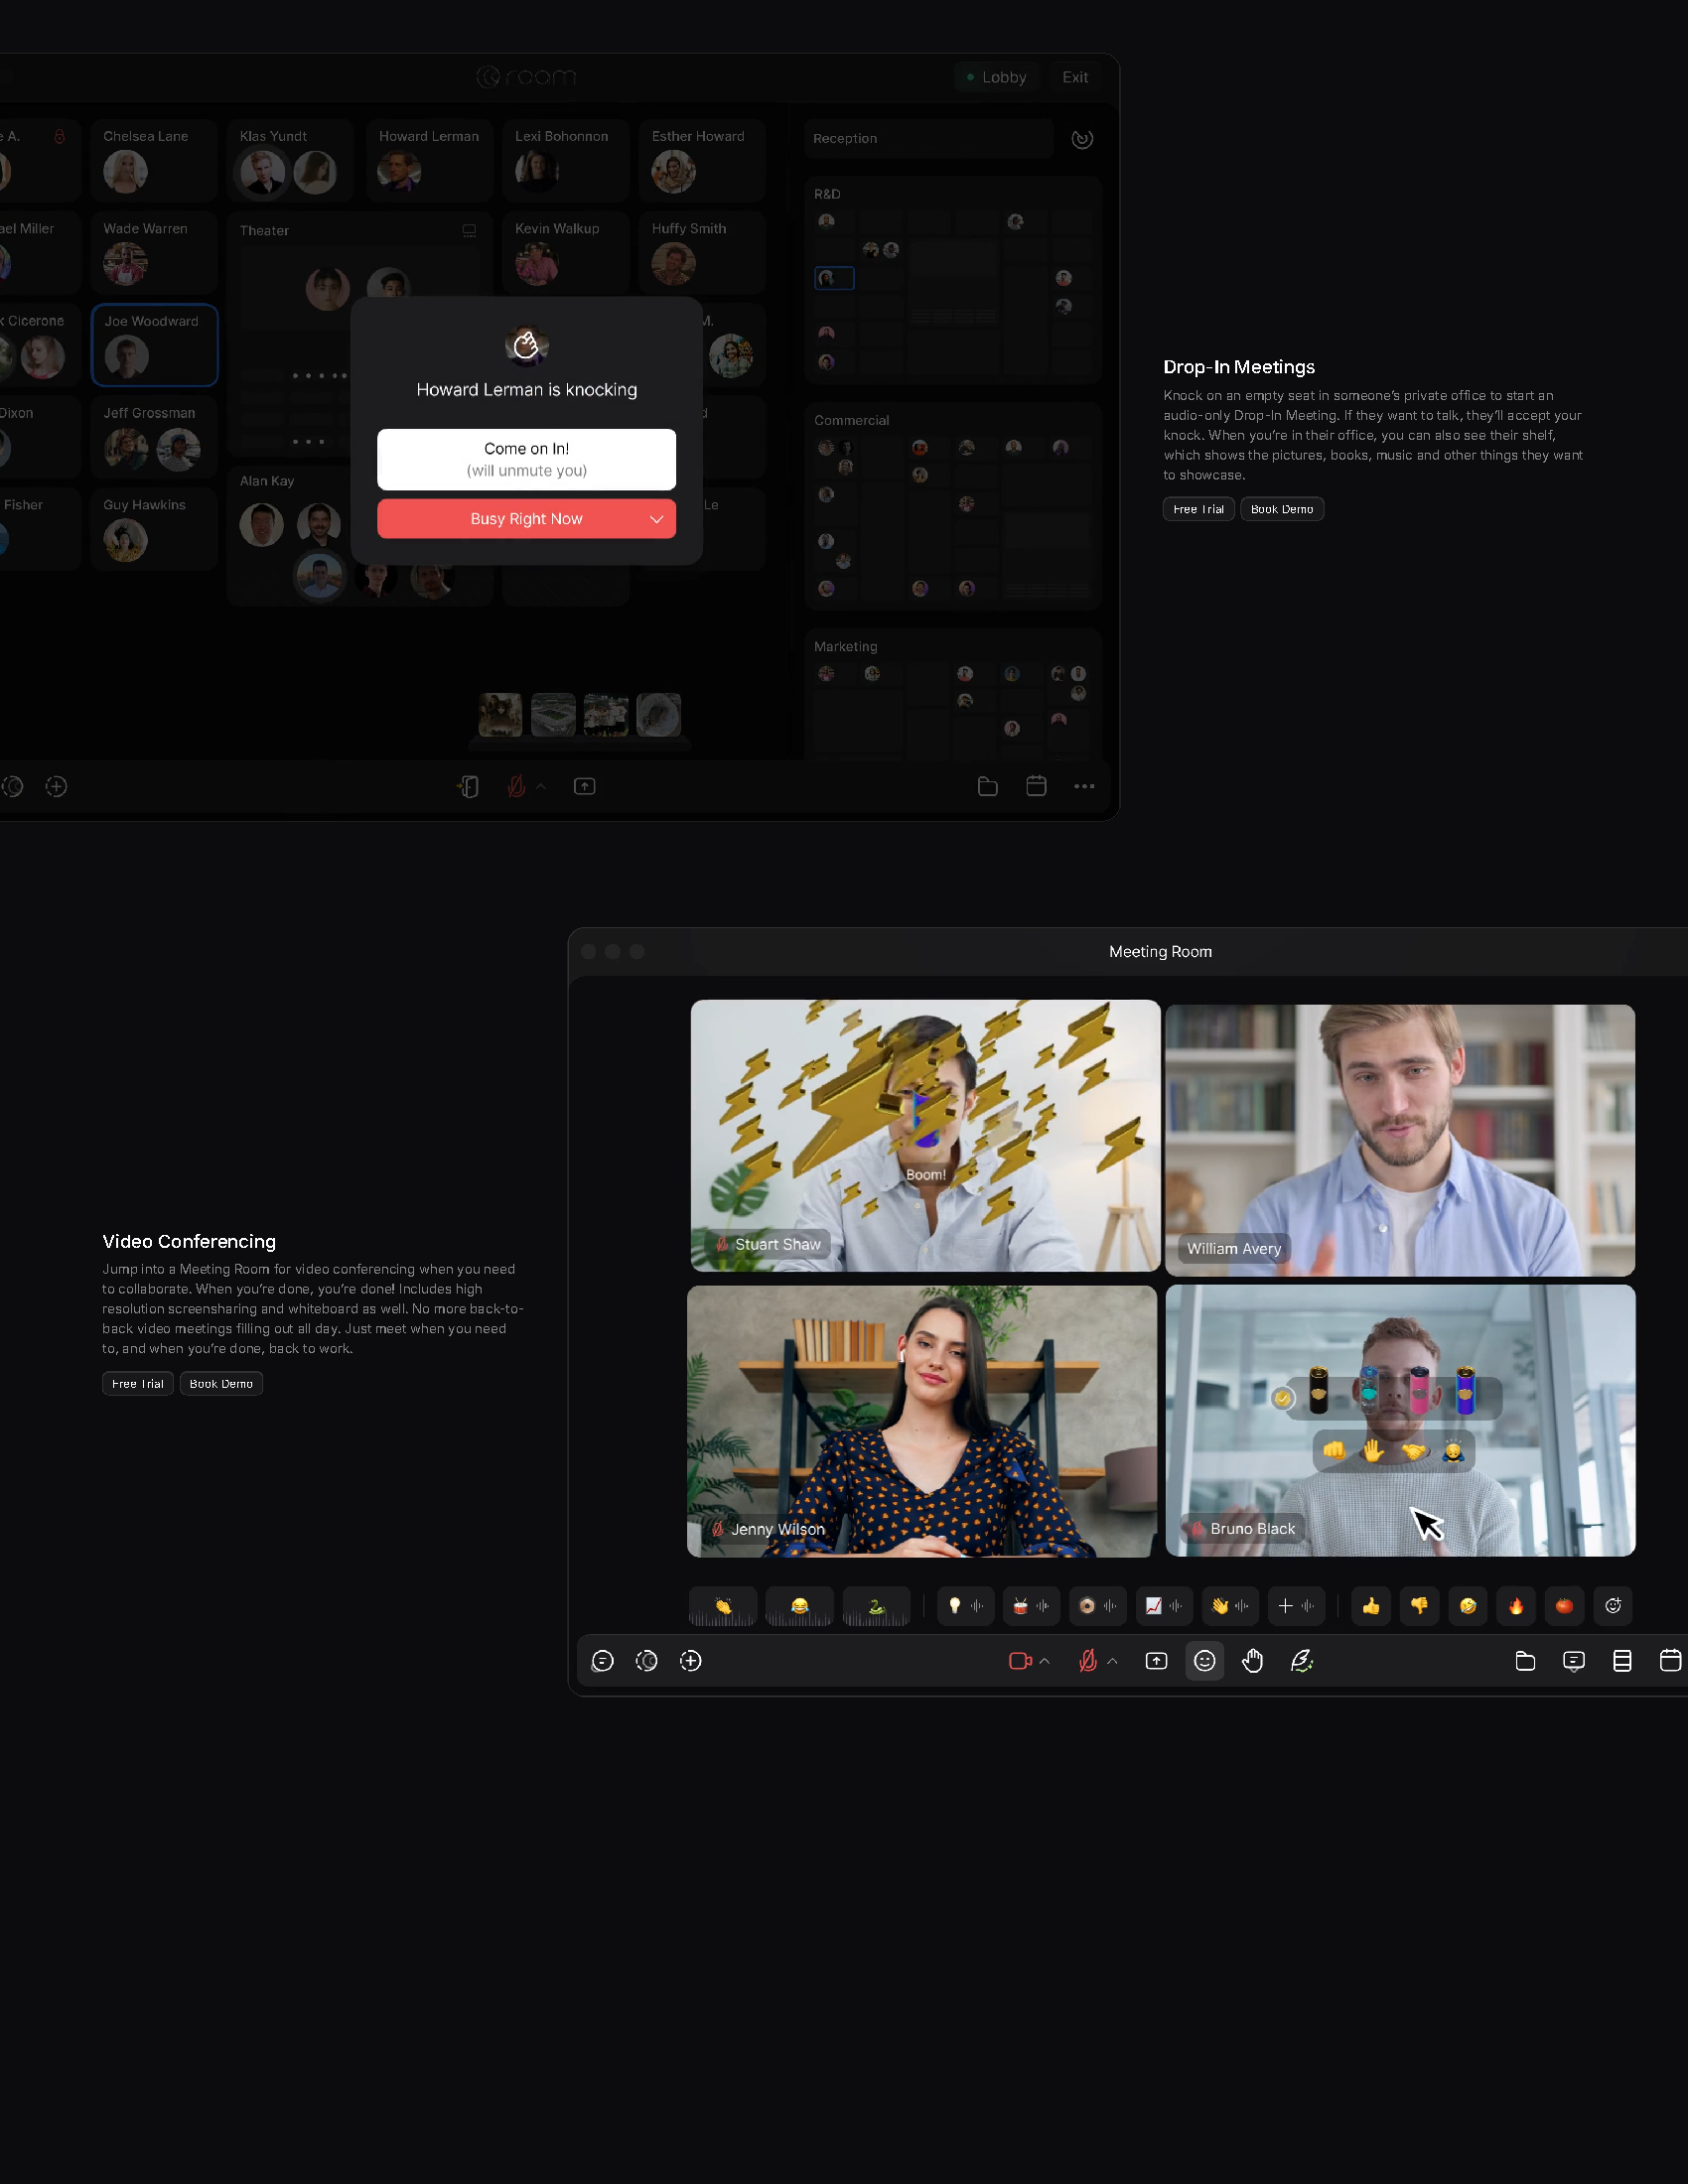 room
Lobby
Exit
e A.
Chelsea Lane
Klas Yundt
Howard Lerman
Lexi Bohonnon
Esther Howard
Reception
R&D
ael Miller
Wade Warren
Theater
Kevin Walkup
Huffy Smith
k Cicerone
Joe Woodward
M.
Howard Lerman is knocking
Dixon
Jeff Grossman
d
Commercial
Come on In!
(will unmute you)
Alan Kay
Fisher
Guy Hawkins
Le
Busy Right Now
Marketing
Drop-In Meetings
Knock on an empty seat in someone's private office to start an
audio-only Drop-In Meeting. If they want to talk, they'll accept your
knock. When you're in their office, you can also see their shelf,
which shows the pictures, books, music and other things they want
to showcase.
Free Trial
Book Demo
Video Conferencing
Jump into a Meeting Room for video conferencing when you need
to collaborate. When you're done, you're done! Includes high
resolution screensharing and whiteboard as well. No more back-to-
back video meetings filling out all day. Just meet when you need
to, and when you're done, back to work.
Free Trial
Book Demo
Meeting Room
Boom!
Stuart Shaw
William Avery
Jenny Wilson
Bruno Black